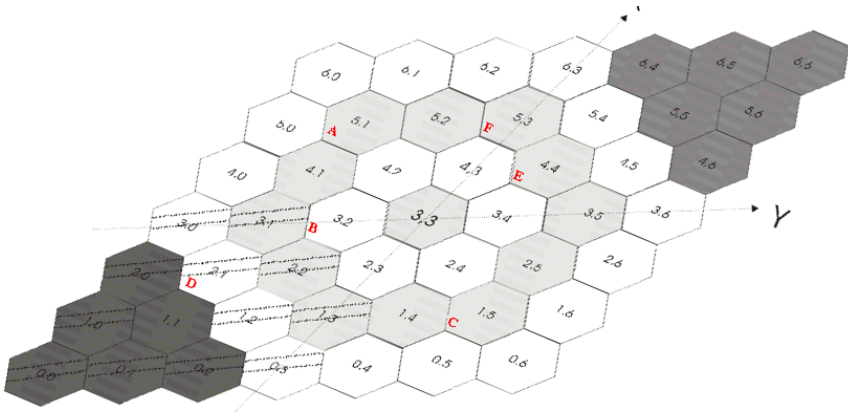 6,0 6,1 6,2 6,3 6,4 6,5 6,6
5,0 A 5,1 5,2 F 5,3 5,4 5,5 5,6
4,0 4,1 4,2 4,3 E 4,4 4,5 4,6
3,0 3,1 B 3,2 3,3 3,4 3,5 3,6 Y
2,0 D 2,1 2,2 2,3 2,4 2,5 2,6
1,0 1,1 1,2 1,3 1,4 C 1,5 1,6
0,0 0,1 0,2 0,3 0,4 0,5 0,6